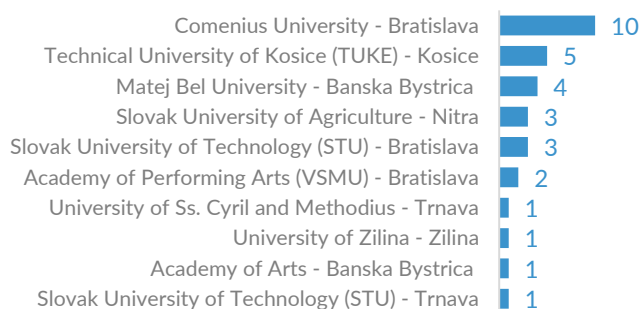 Comenius University - Bratislava 10
Technical University of Kosice (TUKE) - Kosice 5
Matej Bel University - Banska Bystrica 4
Slovak University of Agriculture - Nitra 3
Slovak University of Technology (STU) - Bratislava 3
Academy of Performing Arts (VSMU) - Bratislava 2
University of Ss. Cyril and Methodius - Trnava 1
University of Zilina - Zilina 1
Academy of Arts - Banska Bystrica 1
Slovak University of Technology (STU) - Trnava 1